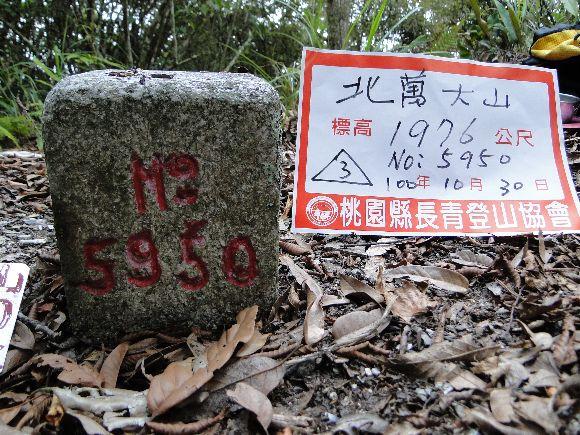 No
5950
北萬大山
標高 1976 公尺
3 No: 5950
100年 10月 30日
桃園縣長青登山協會